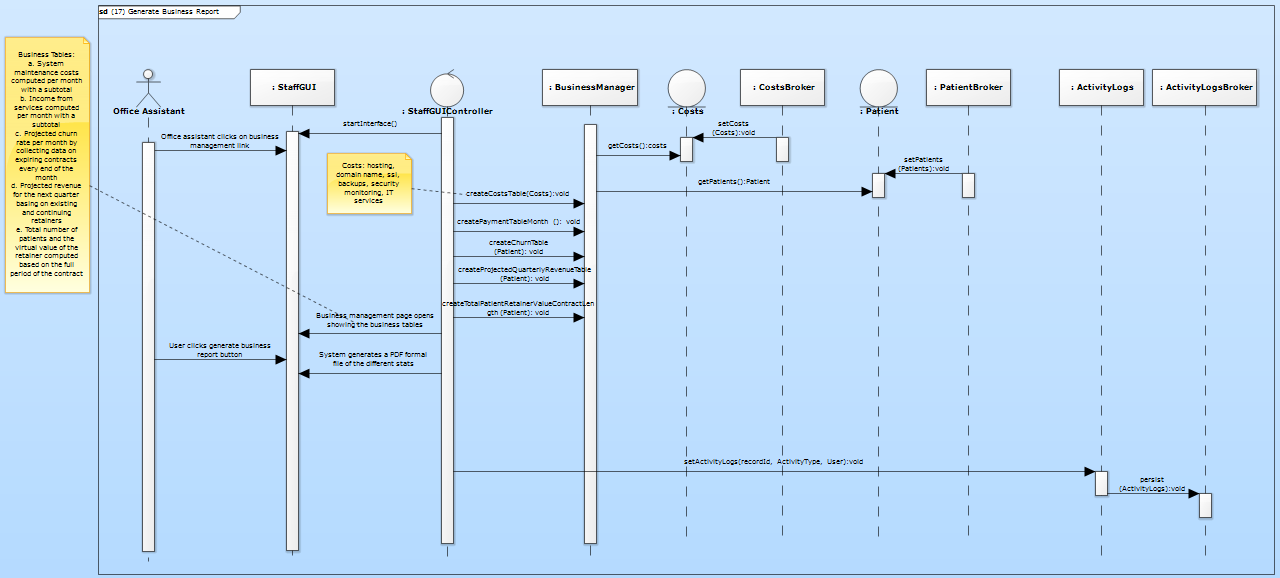 sd (17) Generate Business Report
Business Tables:
a. System
maintenance costs
computed per month
with a subtotal
b. Income from
services computed
per month with a
subtotal
c. Projected churn
rate per month by
collecting data on
expiring contracts
every end of the
month
d. Projected revenue
for the next quarter
basing on existing
and continuing
retainers
e. Total number of
patients and the
virtual value of the
retainer computed
based on the full
period of the contract
Office Assistant
: StaffGUI
: StaffGUIController
: BusinessManager
: Costs
: CostsBroker
: Patient
: PatientBroker
: ActivityLogs
: ActivityLogsBroker
startInterface()
Office assistant clicks on business
management link
setCosts
(Costs):void
getCosts():costs
setPatients
(Patients):void
getPatients():Patient
Costs: hosting,
domain name, ssl,
backups, security
monitoring, IT
services
createCostsTable(Costs):void
createPaymentTableMonth (): void
createChurnTable
(Patient): void
createProjectedQuarterlyRevenueTable
(Patient): void
createTotalPatientRetainerValueContractLen
gth (Patient): void
Business management page opens
showing the business tables
User clicks generate business
report button
System generates a PDF formal
file of the different stats
setActivityLogs(recordId, ActivityType, User):void
persist
(ActivityLogs):void